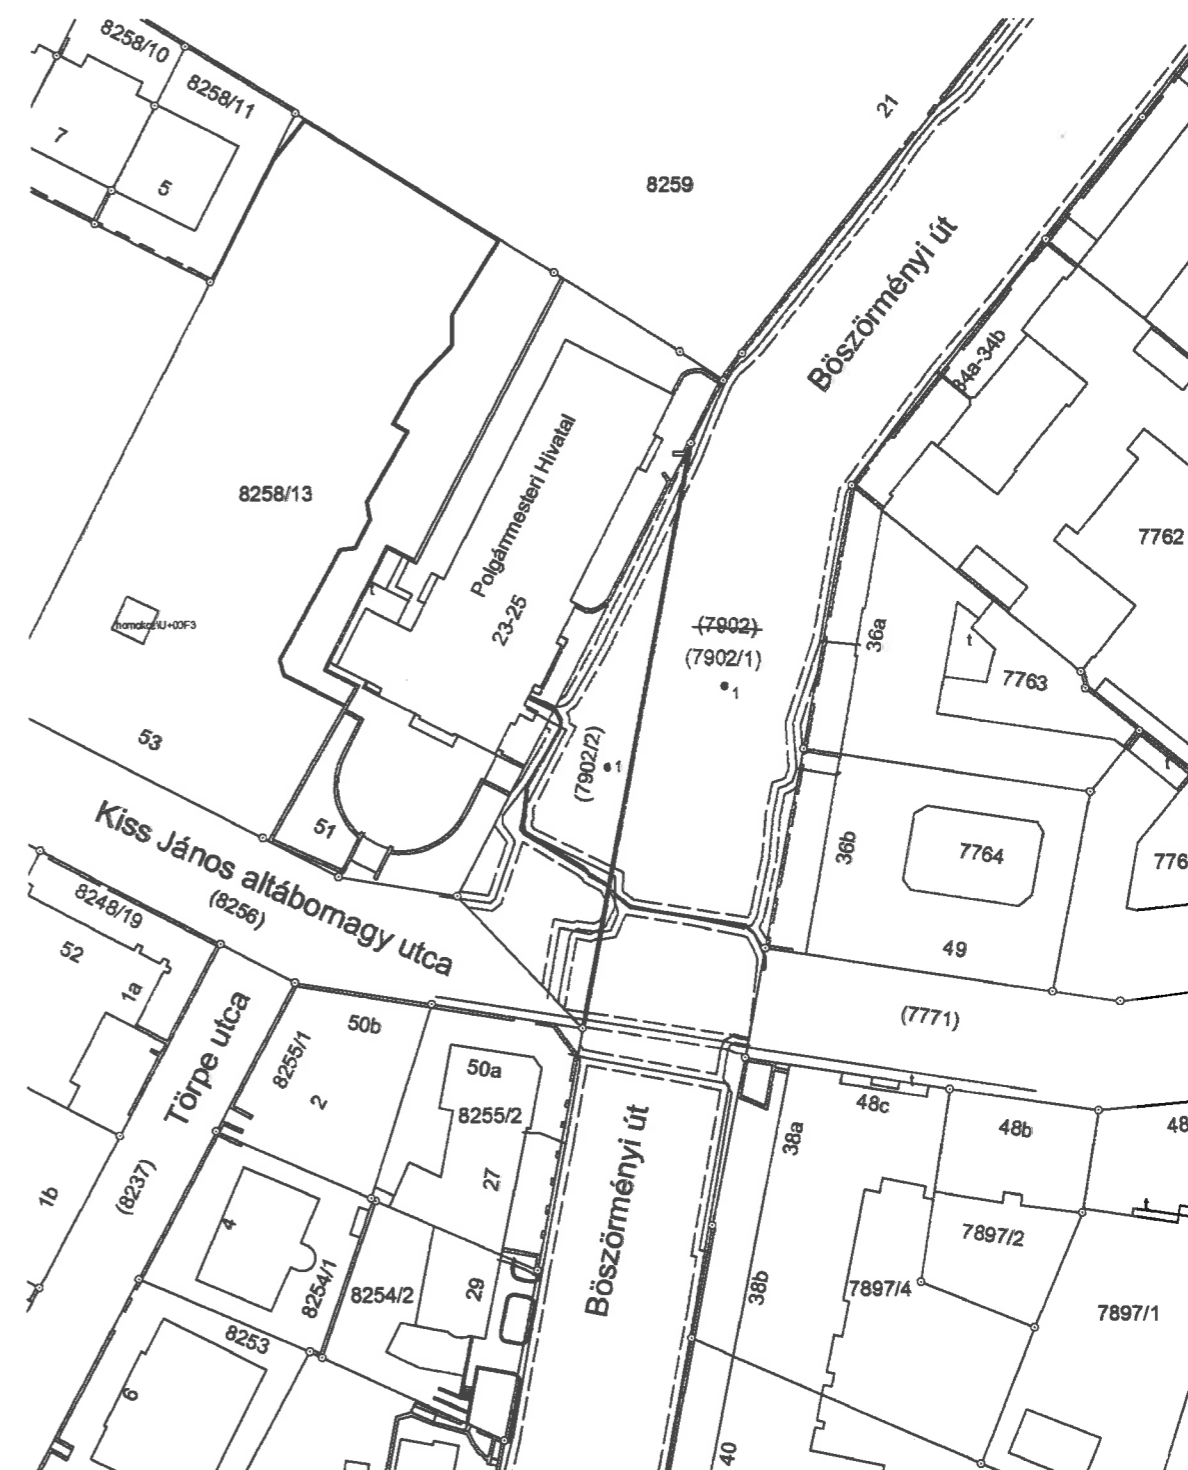 8258/10
8258/11
7
5
21
8259
Böszörményi út
34a-34b
8258/13
Polgármesteri Hivatal
23-25
7762
(7902)
(7902/1)
1
36a
t
7763
53
(7902/2)
1
51
Kiss János altábornagy utca
(8256)
36b
7764
776
8248/19
52
1a
49
(7771)
Törpe utca
8255/1
2
50b
50a
8255/2
27
t
48c
48b
48
38a
1b
(8237)
4
8254/1
8254/2
29
Böszörményi út
38b
7897/2
7897/4
7897/1
t
8253
6
40